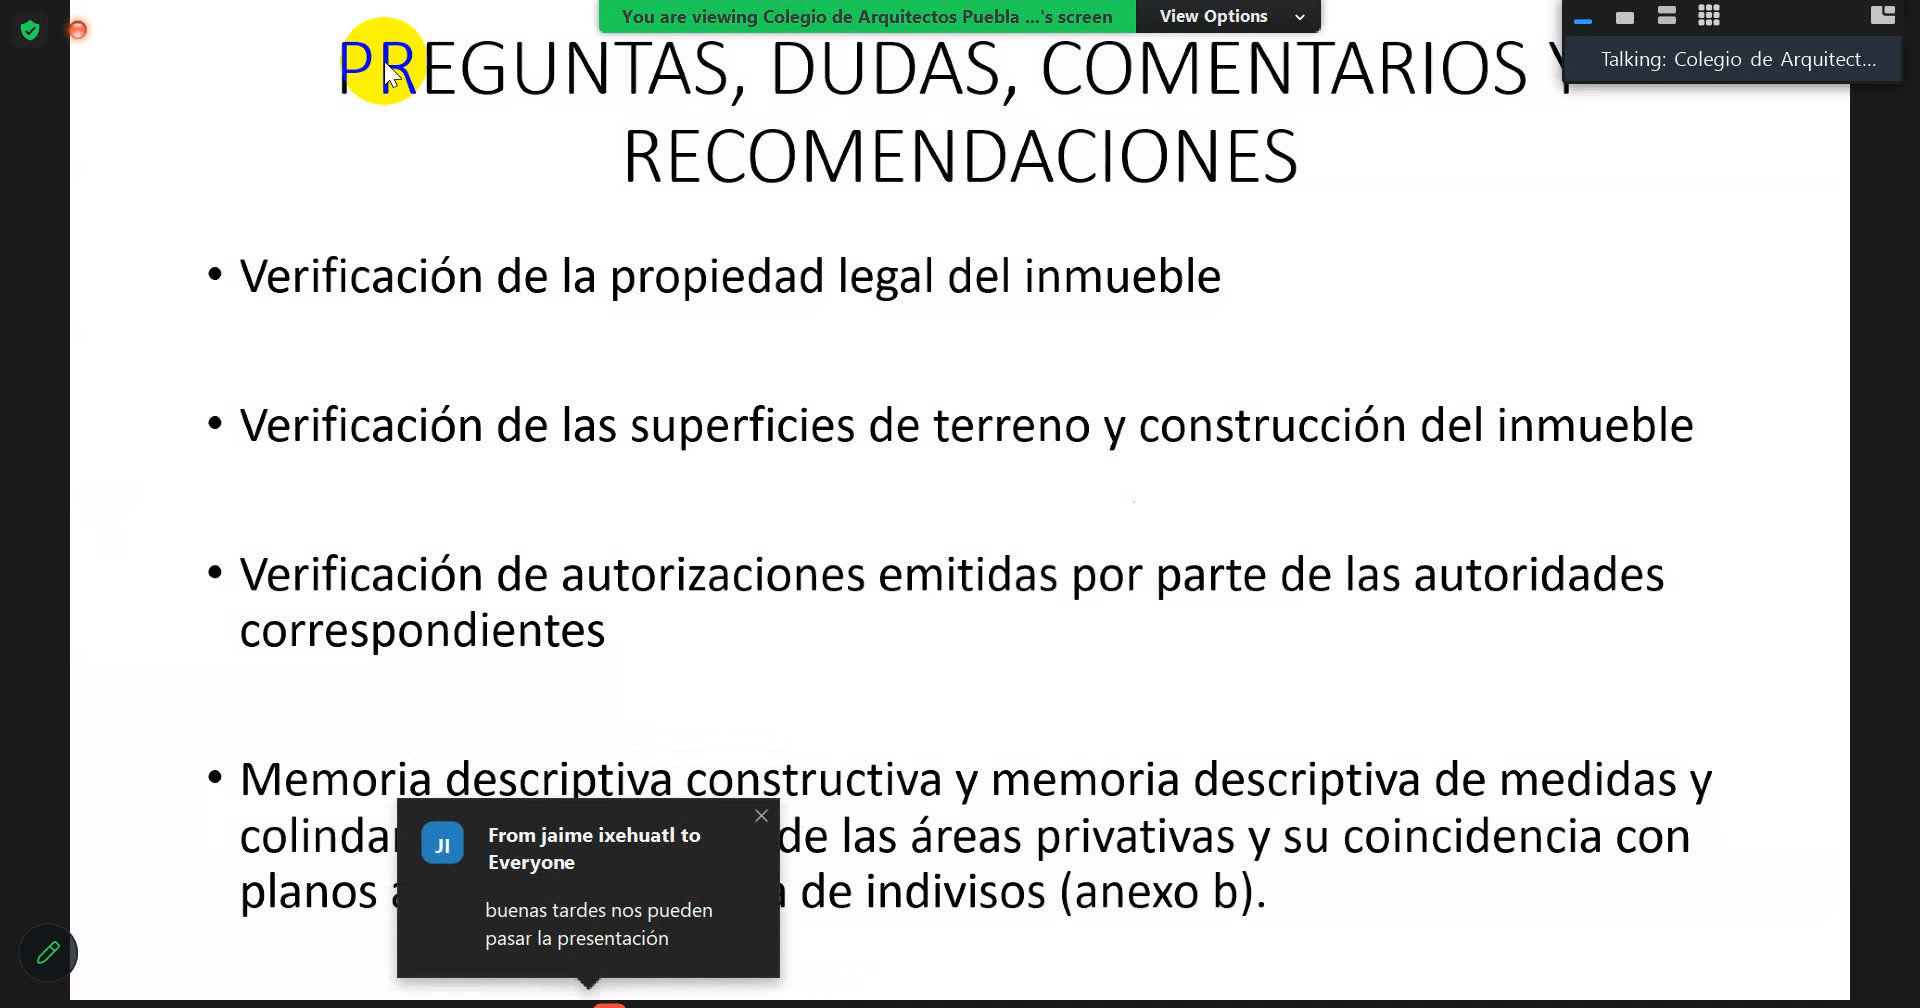 You are viewing Colegio de Arquitectos Puebla ...'s screen
View Options
Talking: Colegio de Arquitect...
PREGUNTAS, DUDAS, COMENTARIOS Y
RECOMENDACIONES
• Verificación de la propiedad legal del inmueble
• Verificación de las superficies de terreno y construcción del inmueble
• Verificación de autorizaciones emitidas por parte de las autoridades
correspondientes
• Memoria descriptiva constructiva y memoria descriptiva de medidas y
de las áreas privativas y su coincidencia con
planos de indivisos (anexo b).
JI
From jaime ixehuatl to
Everyone
buenas tardes nos pueden
pasar la presentación